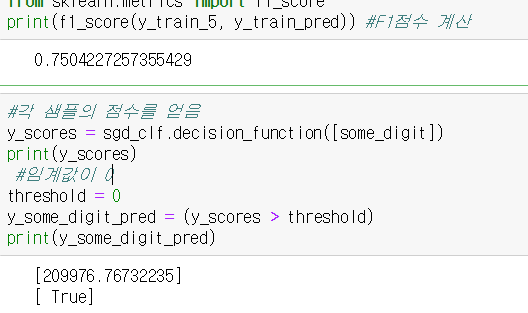 from sklearn.metrics import f1_score
print(f1_score(y_train_5, y_train_pred)) #F1점수 계산
0.7504227257355429
#각 샘플의 점수를 얻음
y_scores = sgd_clf.decision_function([some_digit])
print(y_scores)
#임계값이 0
threshold = 0
y_some_digit_pred = (y_scores > threshold)
print(y_some_digit_pred)
[209976.76732235]
[ True]